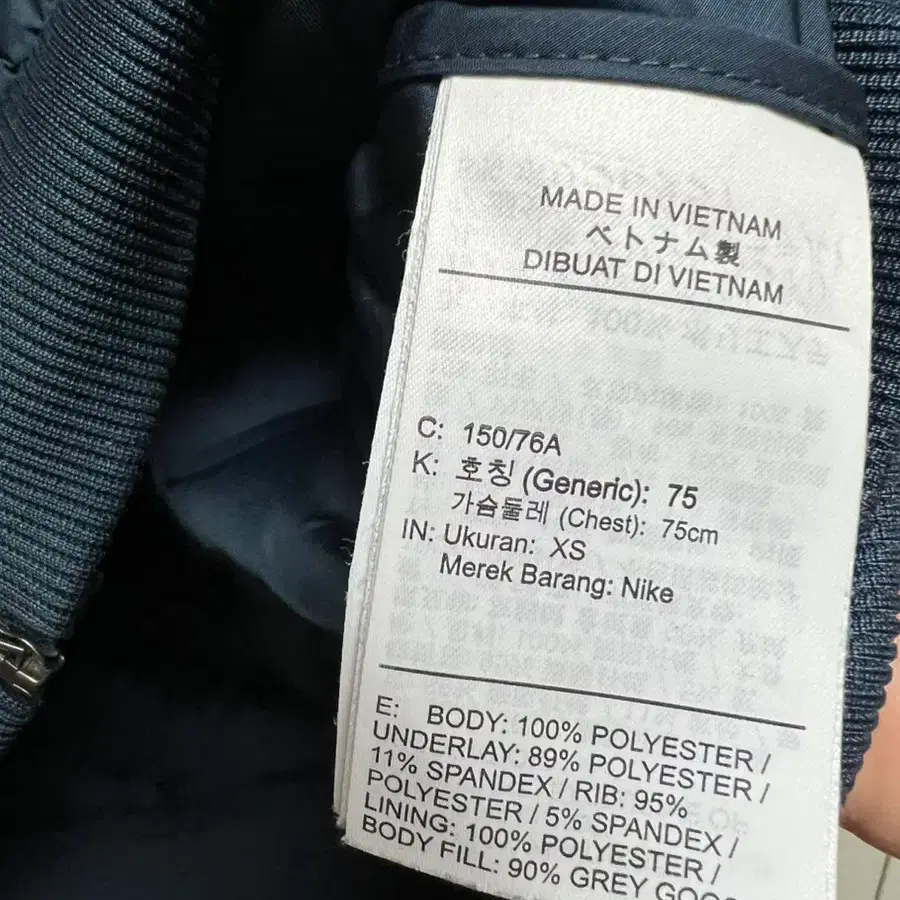 MADE IN VIETNAM
ベトナム製
DIBUAT DI VIETNAM
C: 150/76A
K: 호칭 (Generic): 75
가슴둘레 (Chest): 75cm
IN: Ukuran: XS
Merek Barang: Nike
E: BODY: 100% POLYESTER /
UNDERLAY: 89% POLYESTER /
11% SPANDEX / RIB: 95%
POLYESTER / 5% SPANDEX /
LINING: 100% POLYESTER /
BODY FILL: 90% GREY